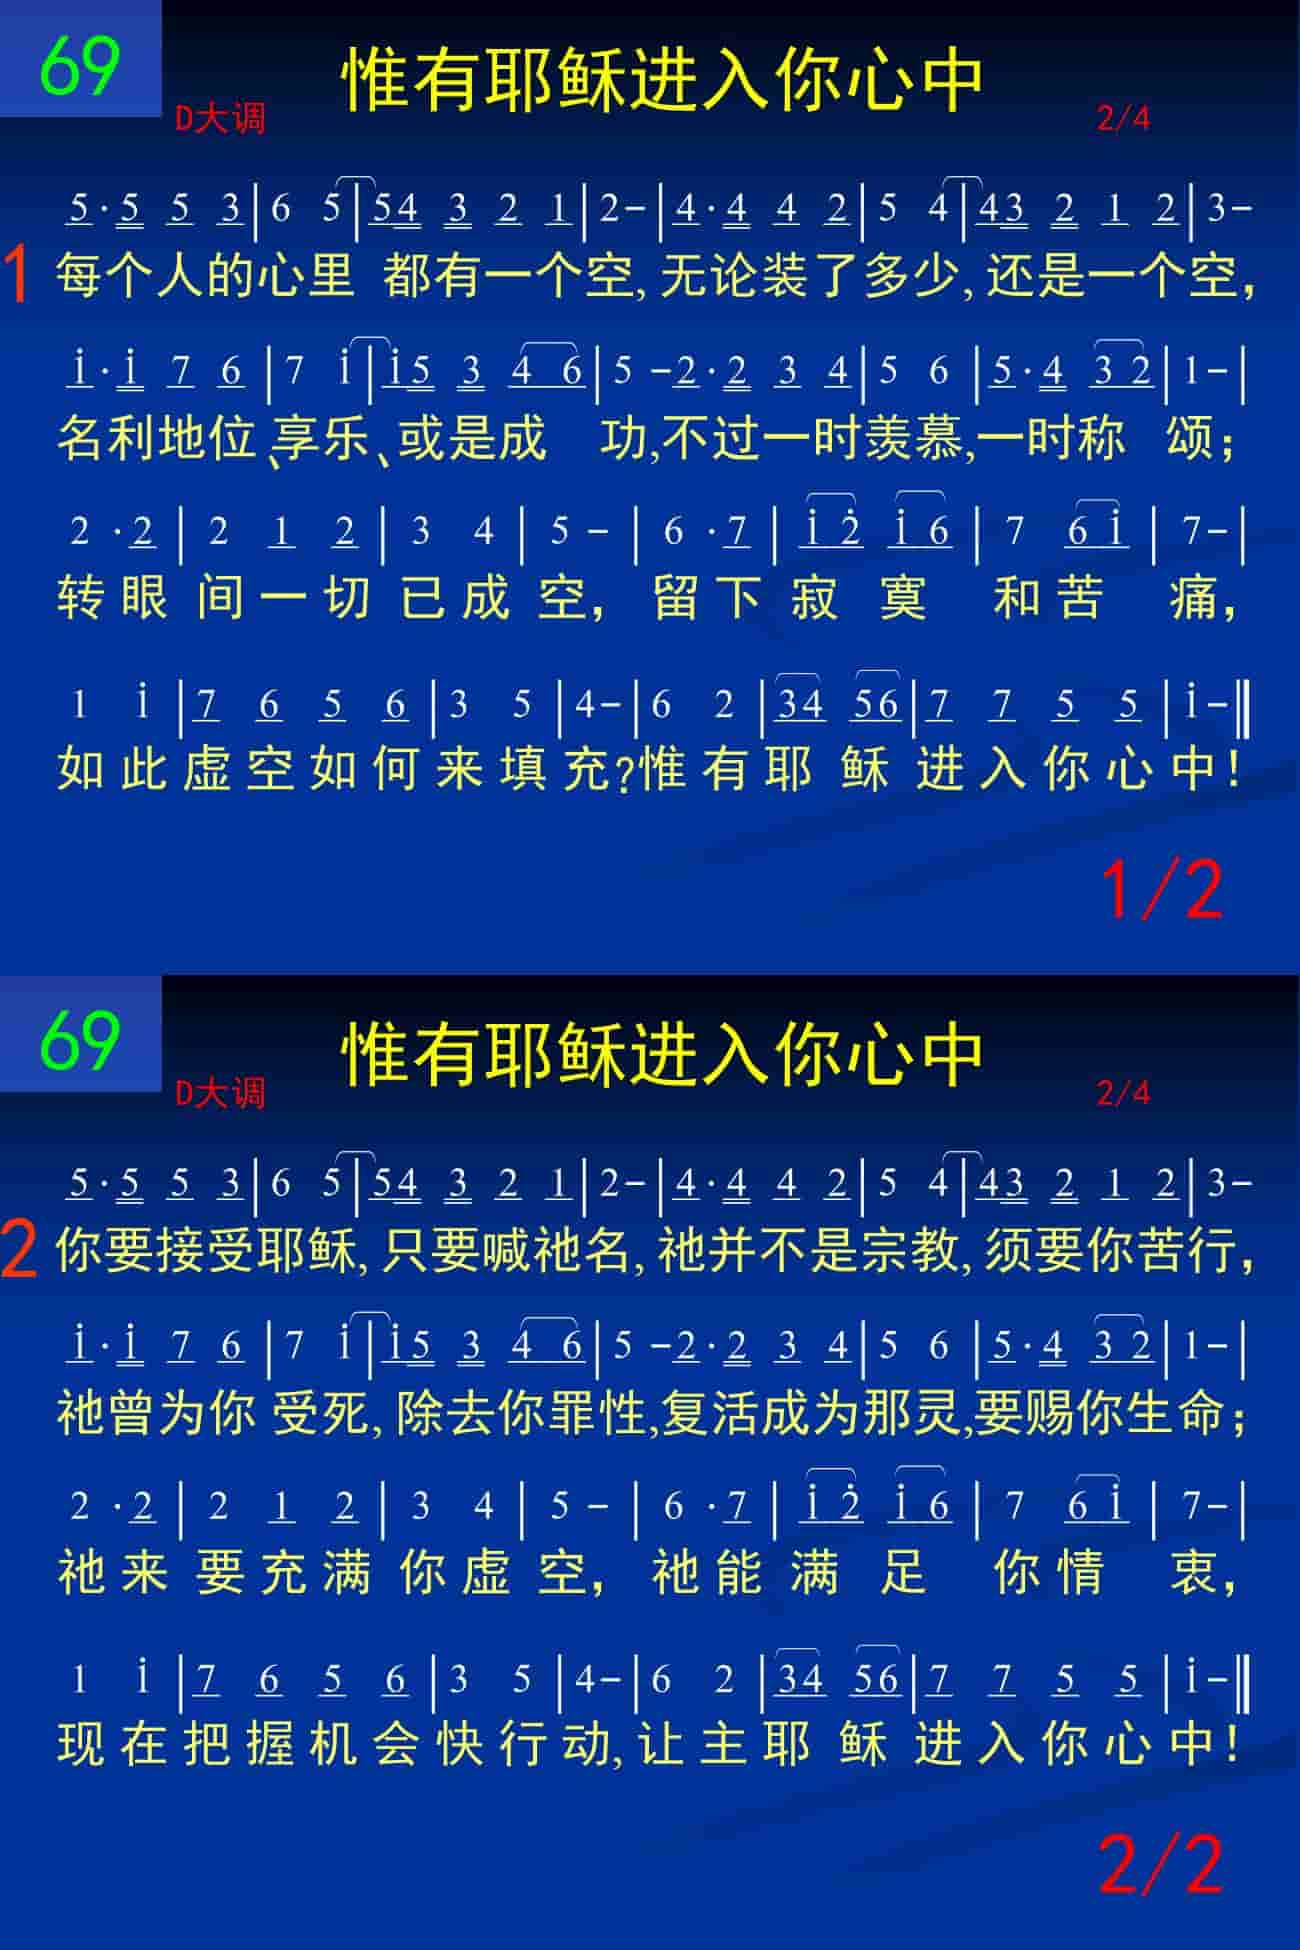 69
惟有耶稣进入你心中
D大调
2/4
5·5 5 3|6 5|54 3 2 1|2-|4·4 4 2|5 4|43 2 1 2|3-
1 每个人的心里 都有一个空,无论装了多少,还是一个空，
i·i 7 6|7 i|i5 3 4 6|5 -2·2 3 4|5 6|5·4 3 2|1-|
名利地位、享乐、或是成 功,不过一时羡慕,一时称 颂；
2 ·2|2 1 2|3 4|5 -|6 ·7|i 2̇ i 6|7 6 i|7-|
转眼间一切已成空，留下寂寞 和苦 痛，
1 i|7 6 5 6|3 5|4-|6 2|34 56|7 7 5 5|i-‖
如此虚空如何来填充?惟有耶稣进入你心中！
1/2
69
惟有耶稣进入你心中
D大调
2/4
5·5 5 3|6 5|54 3 2 1|2-|4·4 4 2|5 4|43 2 1 2|3-
2 你要接受耶稣,只要喊祂名,祂并不是宗教,须要你苦行，
i·i 7 6|7 i|i5 3 4 6|5 -2·2 3 4|5 6|5·4 3 2|1-|
祂曾为你 受死,除去你罪性,复活成为那灵,要赐你生命；
2 ·2|2 1 2|3 4|5 -|6 ·7|i 2̇ i 6|7 6 i|7-|
祂来要充满你虚空，祂能满足 你情 衷，
1 i|7 6 5 6|3 5|4-|6 2|34 56|7 7 5 5|i-‖
现在把握机会快行动,让主耶稣进入你心中！
2/2